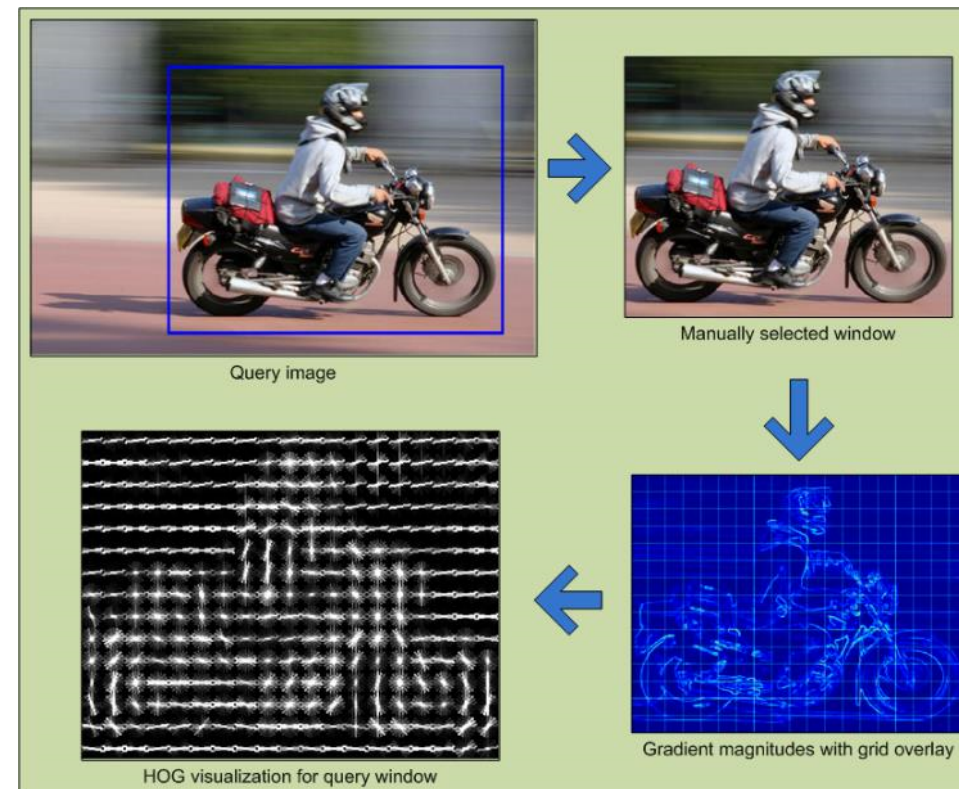 Query image
Manually selected window
Gradient magnitudes with grid overlay
HOG visualization for query window